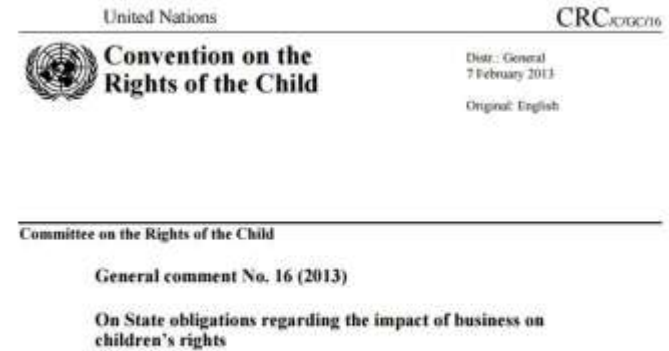 United Nations
CRC/C/GC/16
Convention on the
Rights of the Child
Distr.: General
7 February 2013
Original: English
Committee on the Rights of the Child
General comment No. 16 (2013)
On State obligations regarding the impact of business on
children's rights